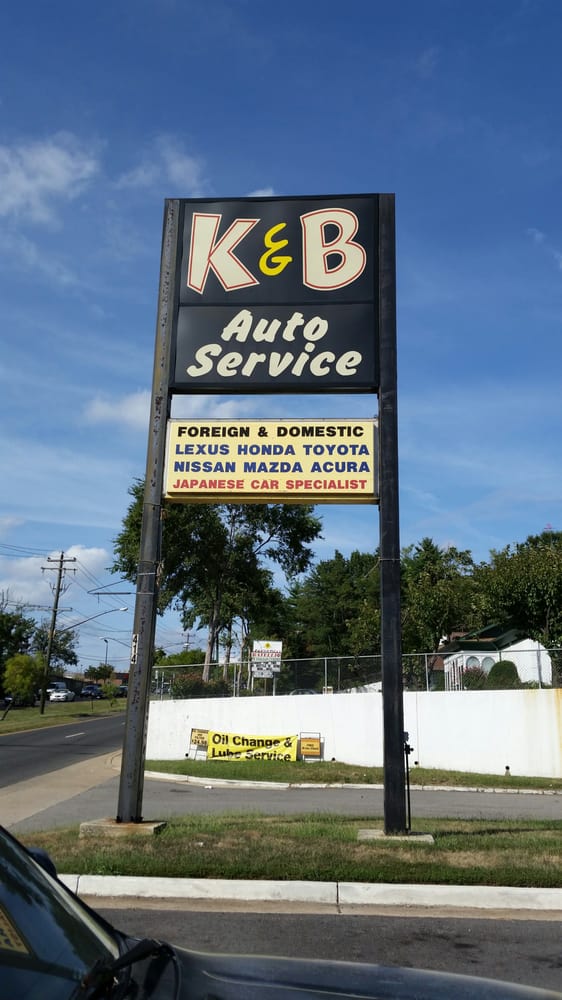 K & B
Auto
Service
FOREIGN & DOMESTIC
LEXUS HONDA TOYOTA
NISSAN MAZDA ACURA
JAPANESE CAR SPECIALIST
Oil Change &
Lube Service